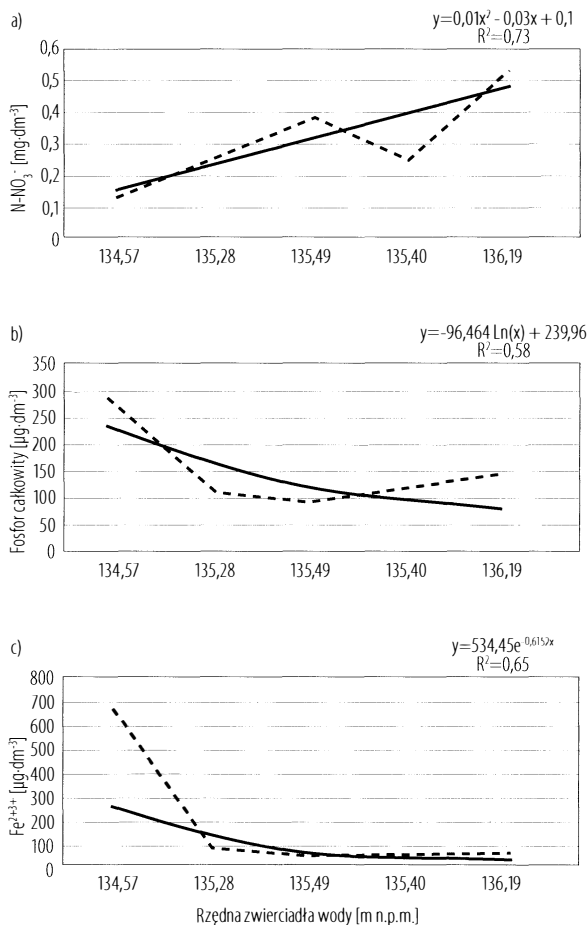 a)
y=0,01x² - 0,03x + 0,1
R²=0,73
N-NO₃⁻ [mg·dm⁻³]
0,6
0,5
0,4
0,3
0,2
0,1
0
134,57 135,28 135,49 135,40 136,19
b)
y=-96,464 Ln(x) + 239,96
R²=0,58
Fosfor całkowity [µg·dm⁻³]
350
300
250
200
150
100
50
0
134,57 135,28 135,49 135,40 136,19
c)
y=534,45e⁻⁰,⁶¹⁵²ˣ
R²=0,65
Fe²⁺³⁺ [µg·dm⁻³]
800
700
600
500
400
300
200
100
0
134,57 135,28 135,49 135,40 136,19
Rzędna zwierciadła wody [m n.p.m.]